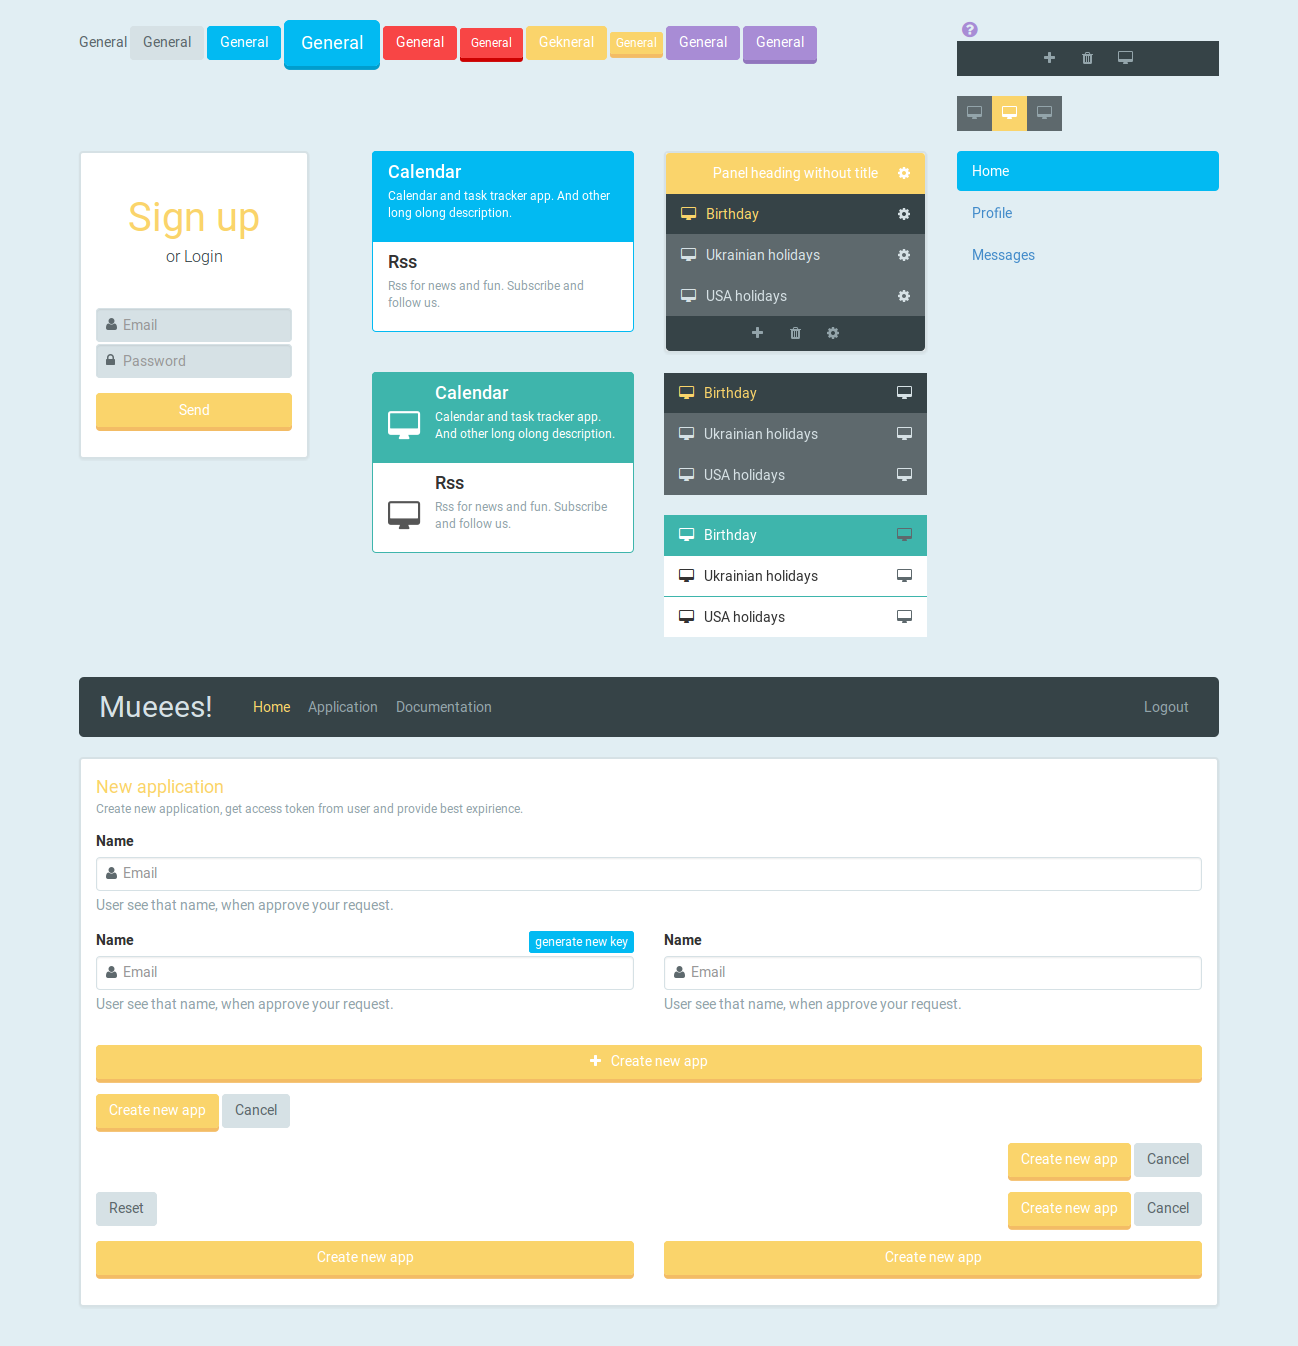 General General General General General General Gekneral General General General
Sign up
or Login
Email
Password
Send
Calendar
Calendar and task tracker app. And other
long olong description.
Rss
Rss for news and fun. Subscribe and
follow us.
Calendar
Calendar and task tracker app.
And other long olong description.
Rss
Rss for news and fun. Subscribe
and follow us.
Panel heading without title
Birthday
Ukrainian holidays
USA holidays
Birthday
Ukrainian holidays
USA holidays
Birthday
Ukrainian holidays
USA holidays
Home
Profile
Messages
Mueees! Home Application Documentation Logout
New application
Create new application, get access token from user and provide best expirience.
Name
Email
User see that name, when approve your request.
Name generate new key
Email
User see that name, when approve your request.
Name
Email
User see that name, when approve your request.
Create new app
Create new app Cancel
Create new app Cancel
Reset Create new app Cancel
Create new app Create new app